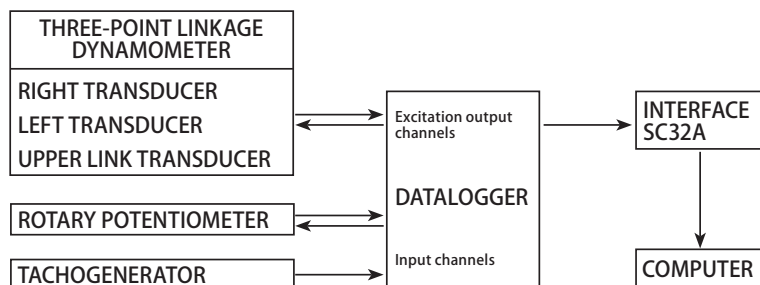 THREE-POINT LINKAGE
DYNAMOMETER
RIGHT TRANSDUCER
LEFT TRANSDUCER
UPPER LINK TRANSDUCER
ROTARY POTENTIOMETER
TACHOGENERATOR
Excitation output
channels
DATALOGGER
Input channels
INTERFACE
SC32A
COMPUTER